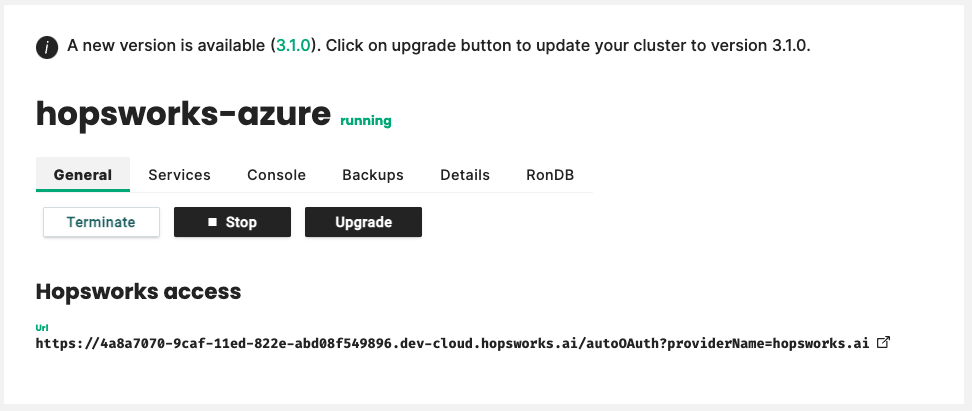 i A new version is available (3.1.0). Click on upgrade button to update your cluster to version 3.1.0.
hopsworks-azure running
General Services Console Backups Details RonDB
Terminate Stop Upgrade
Hopsworks access
Url
https://4a8a7070-9caf-11ed-822e-abd08f549896.dev-cloud.hopsworks.ai/autoOAuth?providerName=hopsworks.ai